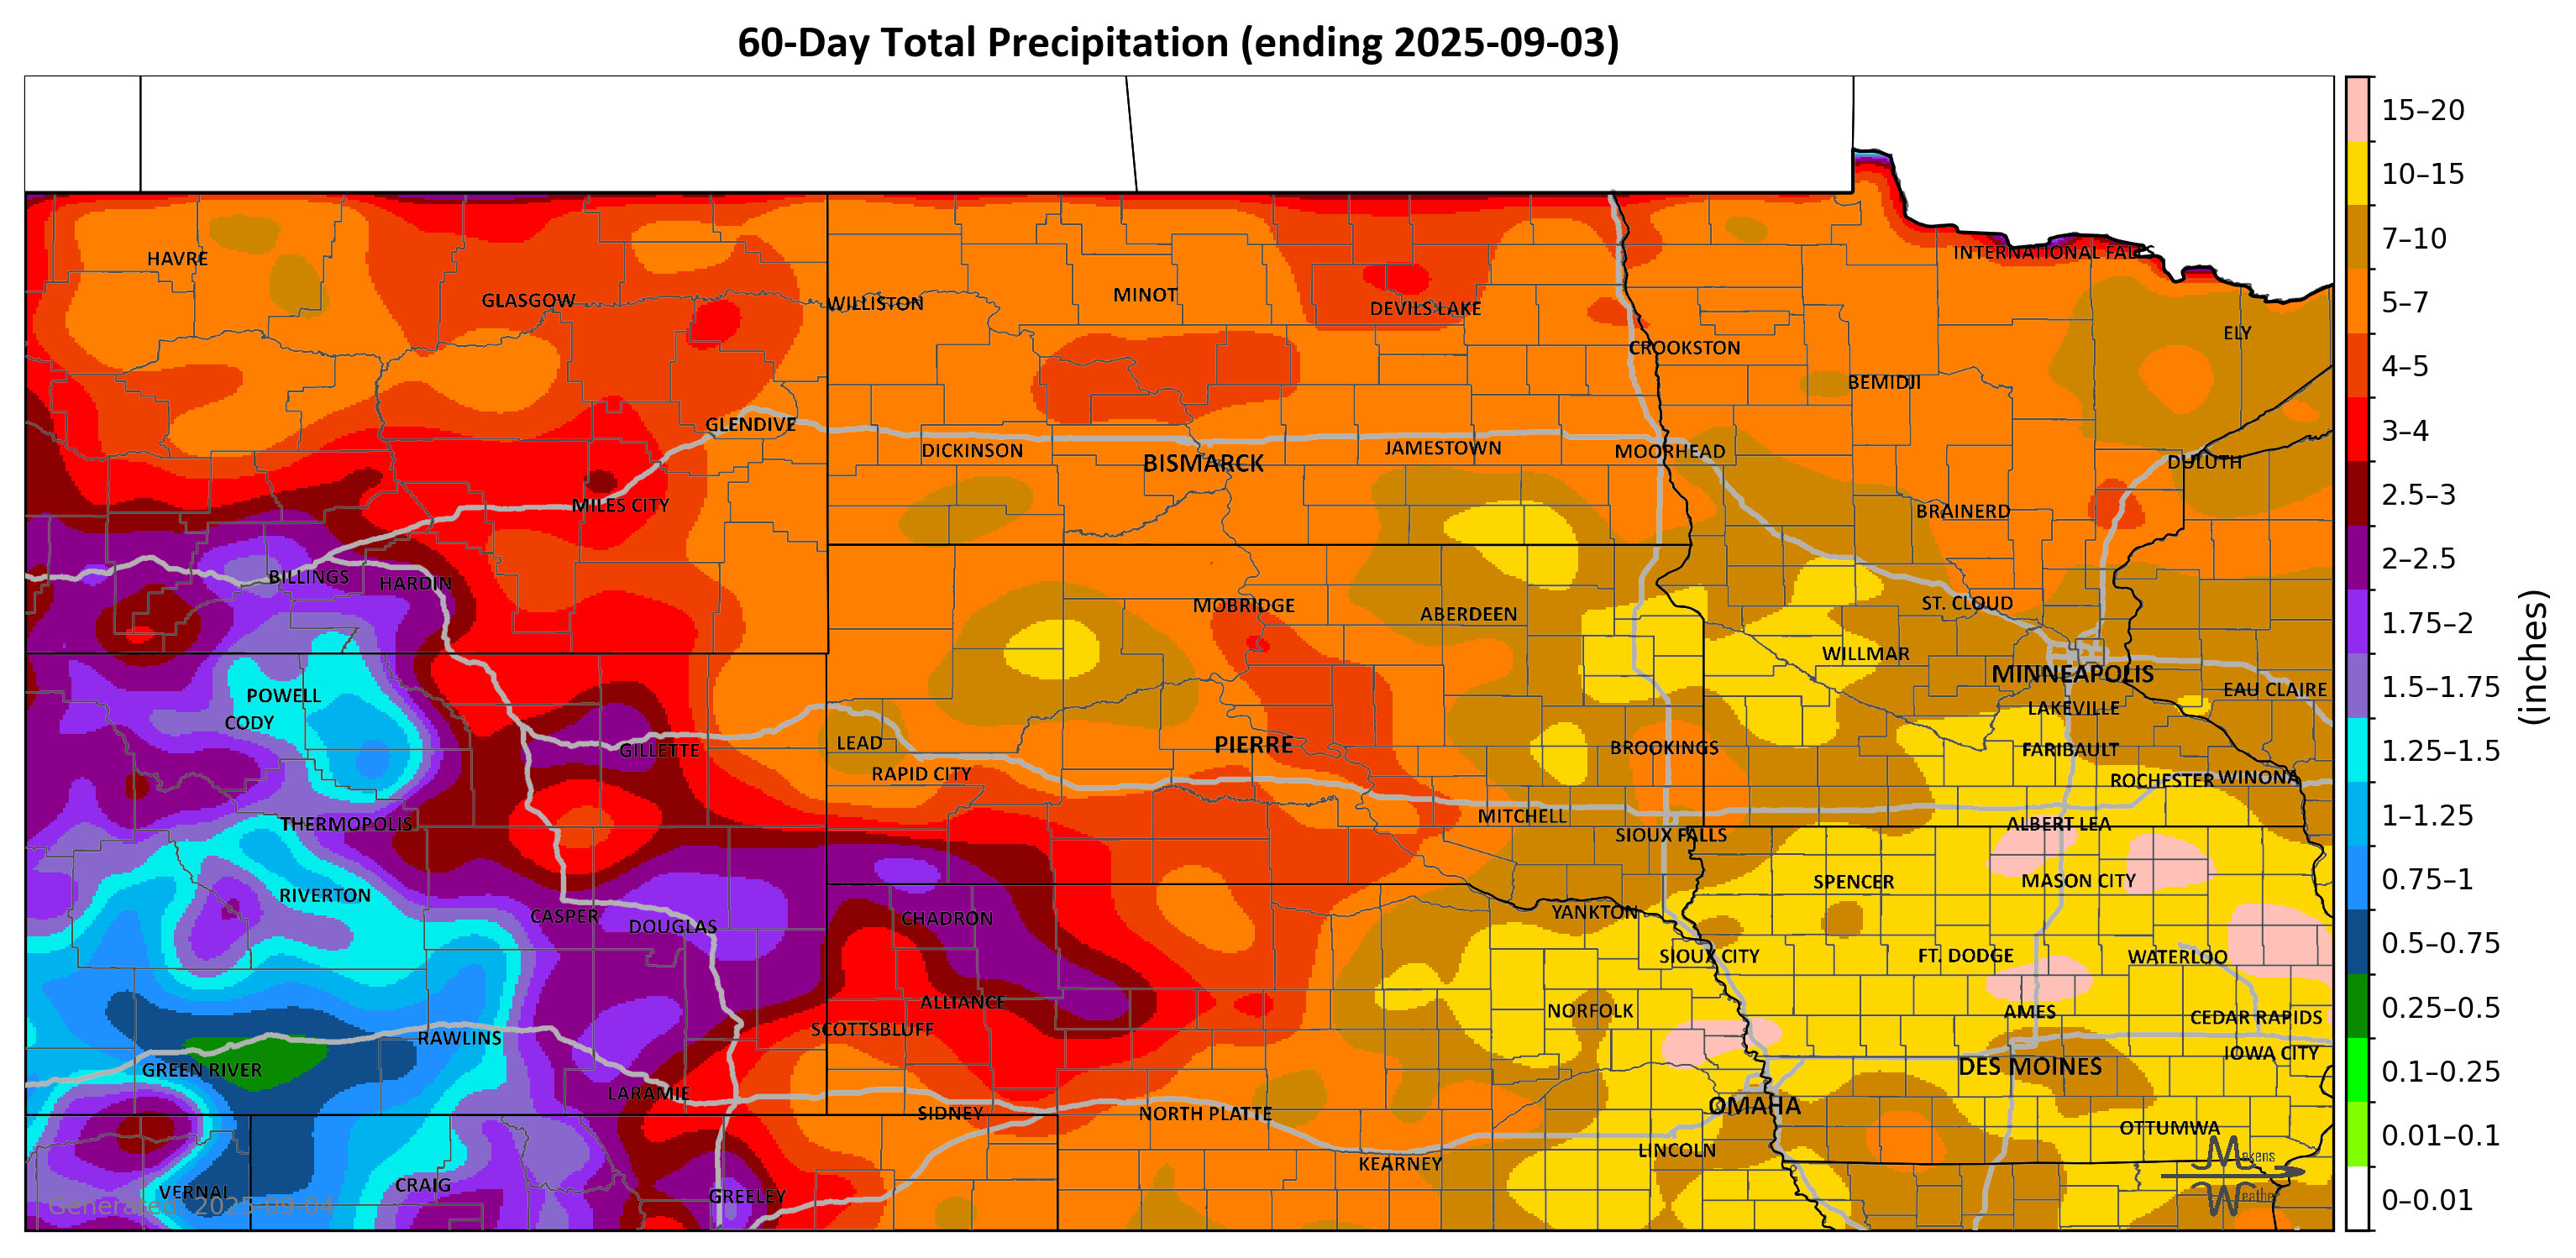 60-Day Total Precipitation (ending 2025-09-03)
15–20
10–15
7–10
5–7
4–5
3–4
2.5–3
2–2.5
1.75–2
1.5–1.75
1.25–1.5
1–1.25
0.75–1
0.5–0.75
0.25–0.5
0.1–0.25
0.01–0.1
0–0.01
(inches)
HAVRE
INTERNATIONAL FALLS
GLASGOW
WILLISTON
MINOT
DEVILS LAKE
ELY
CROOKSTON
BEMIDJI
GLENDIVE
DICKINSON
BISMARCK
JAMESTOWN
MOORHEAD
DULUTH
MILES CITY
BRAINERD
BILLINGS
HARDIN
MOBRIDGE
ABERDEEN
ST. CLOUD
WILLMAR
MINNEAPOLIS
EAU CLAIRE
POWELL
CODY
LAKEVILLE
GILLETTE
LEAD
PIERRE
BROOKINGS
FARIBAULT
RAPID CITY
ROCHESTER
WINONA
THERMOPOLIS
MITCHELL
SIOUX FALLS
ALBERT LEA
RIVERTON
SPENCER
MASON CITY
CASPER
DOUGLAS
CHADRON
YANKTON
SIOUX CITY
FT. DODGE
WATERLOO
ALLIANCE
NORFOLK
AMES
CEDAR RAPIDS
SCOTTSBLUFF
RAWLINS
IOWA CITY
GREEN RIVER
DES MOINES
LARAMIE
SIDNEY
NORTH PLATTE
OMAHA
OTTUMWA
LINCOLN
KEARNEY
VERNAL
CRAIG
GREELEY
Generated: 2025-09-04
Makens
Weather